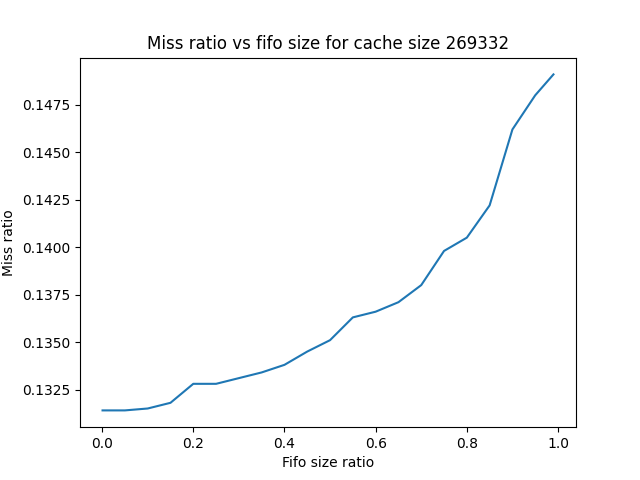 Miss ratio vs fifo size for cache size 269332
0.1475
0.1450
0.1425
0.1400
0.1375
0.1350
0.1325
Miss ratio
0.0 0.2 0.4 0.6 0.8 1.0
Fifo size ratio